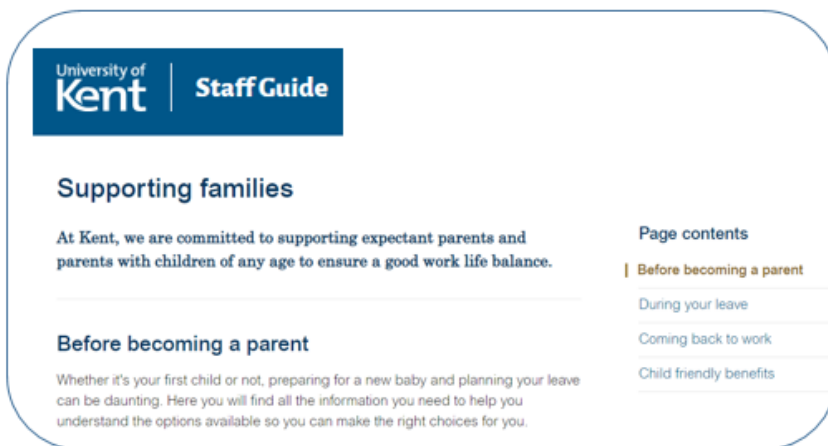 University of
Kent
Staff Guide
Supporting families
At Kent, we are committed to supporting expectant parents and
parents with children of any age to ensure a good work life balance.
Before becoming a parent
Whether it's your first child or not, preparing for a new baby and planning your leave
can be daunting. Here you will find all the information you need to help you
understand the options available so you can make the right choices for you.
Page contents
Before becoming a parent
During your leave
Coming back to work
Child friendly benefits